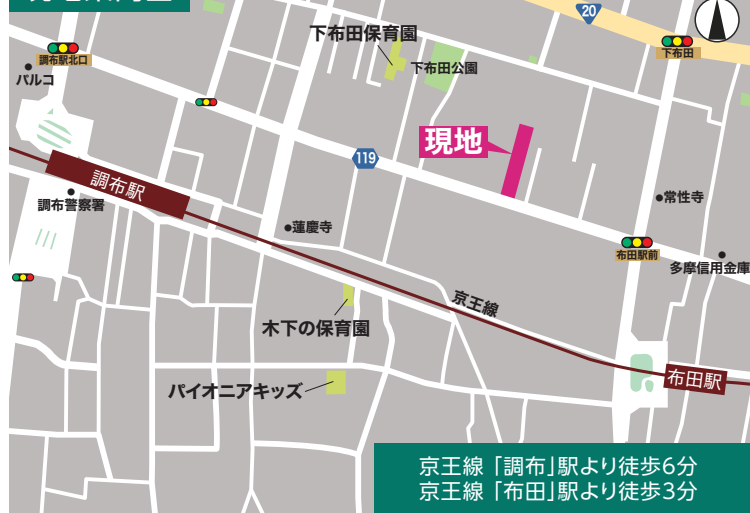 20
下布田保育園
調布駅北口
下布田
パルコ
下布田公園
現地
119
調布駅
調布警察署
蓮慶寺
常性寺
布田駅前
多摩信用金庫
京王線
木下の保育園
パイオニアキッズ
布田駅
京王線「調布」駅より徒歩6分
京王線「布田」駅より徒歩3分